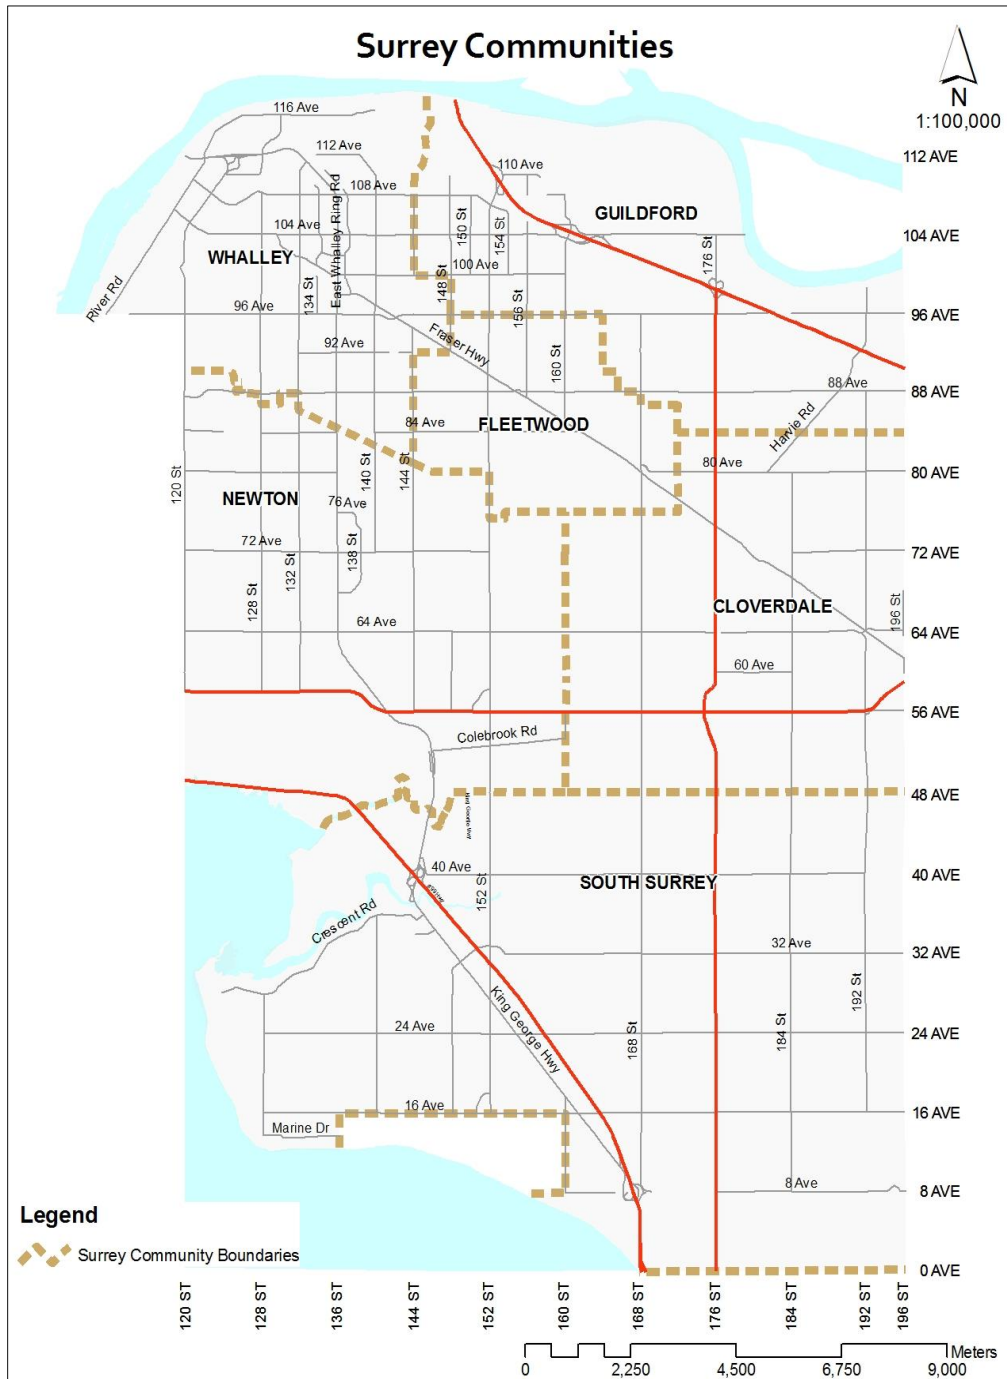 Surrey Communities
N
1:100,000
116 Ave
112 Ave
112 AVE
110 Ave
108 Ave
East Whalley Ring Rd
GUILDFORD
150 St
154 St
104 Ave
104 AVE
WHALLEY
176 St
100 Ave
148 St
134 St
River Rd
96 Ave
156 St
96 AVE
Fraser Hwy
92 Ave
160 St
88 Ave
88 AVE
84 Ave
FLEETWOOD
Harvie Rd
80 Ave
80 AVE
120 St
140 St
144 St
NEWTON
76 Ave
72 Ave
138 St
72 AVE
132 St
128 St
CLOVERDALE
196 St
64 Ave
64 AVE
60 Ave
56 AVE
Colebrook Rd
48 AVE
40 Ave
40 AVE
152 St
SOUTH SURREY
Crescent Rd
32 Ave
32 AVE
King George Hwy
192 St
24 Ave
168 St
184 St
24 AVE
16 Ave
16 AVE
Marine Dr
8 Ave
8 AVE
Legend
Surrey Community Boundaries
0 AVE
120 ST
128 ST
136 ST
144 ST
152 ST
160 ST
168 ST
176 ST
184 ST
192 ST
196 ST
Meters
0 2,250 4,500 6,750 9,000